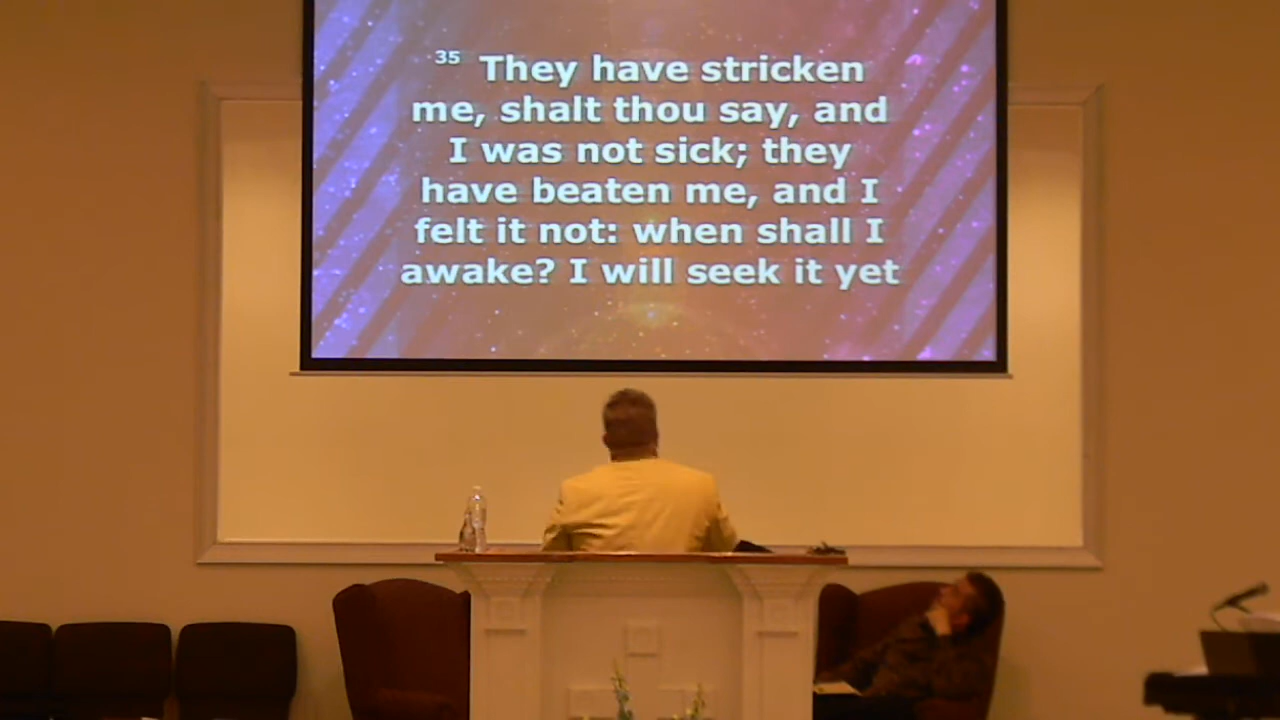 35 They have stricken
me, shalt thou say, and
I was not sick; they
have beaten me, and I
felt it not: when shall I
awake? I will seek it yet